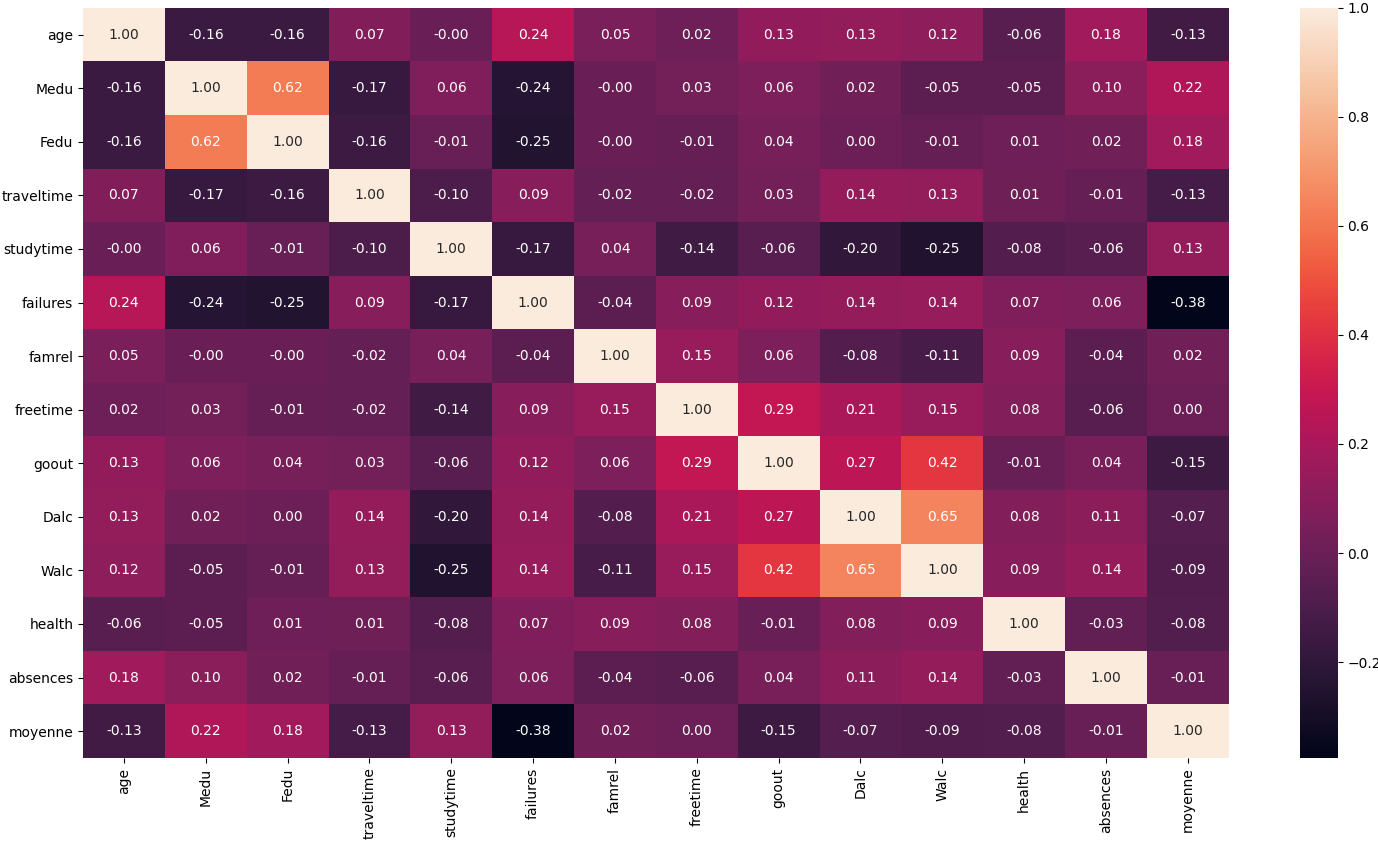 age 1.00 -0.16 -0.16 0.07 -0.00 0.24 0.05 0.02 0.13 0.13 0.12 -0.06 0.18 -0.13
Medu -0.16 1.00 0.62 -0.17 0.06 -0.24 -0.00 0.03 0.06 0.02 -0.05 -0.05 0.10 0.22
Fedu -0.16 0.62 1.00 -0.16 -0.01 -0.25 -0.00 -0.01 0.04 0.00 -0.01 0.01 0.02 0.18
traveltime 0.07 -0.17 -0.16 1.00 -0.10 0.09 -0.02 -0.02 0.03 0.14 0.13 0.01 -0.01 -0.13
studytime -0.00 0.06 -0.01 -0.10 1.00 -0.17 0.04 -0.14 -0.06 -0.20 -0.25 -0.08 -0.06 0.13
failures 0.24 -0.24 -0.25 0.09 -0.17 1.00 -0.04 0.09 0.12 0.14 0.14 0.07 0.06 -0.38
famrel 0.05 -0.00 -0.00 -0.02 0.04 -0.04 1.00 0.15 0.06 -0.08 -0.11 0.09 -0.04 0.02
freetime 0.02 0.03 -0.01 -0.02 -0.14 0.09 0.15 1.00 0.29 0.21 0.15 0.08 -0.06 0.00
goout 0.13 0.06 0.04 0.03 -0.06 0.12 0.06 0.29 1.00 0.27 0.42 -0.01 0.04 -0.15
Dalc 0.13 0.02 0.00 0.14 -0.20 0.14 -0.08 0.21 0.27 1.00 0.65 0.08 0.11 -0.07
Walc 0.12 -0.05 -0.01 0.13 -0.25 0.14 -0.11 0.15 0.42 0.65 1.00 0.09 0.14 -0.09
health -0.06 -0.05 0.01 0.01 -0.08 0.07 0.09 0.08 -0.01 0.08 0.09 1.00 -0.03 -0.08
absences 0.18 0.10 0.02 -0.01 -0.06 0.06 -0.04 -0.06 0.04 0.11 0.14 -0.03 1.00 -0.01
moyenne -0.13 0.22 0.18 -0.13 0.13 -0.38 0.02 0.00 -0.15 -0.07 -0.09 -0.08 -0.01 1.00
age Medu Fedu traveltime studytime failures famrel freetime goout Dalc Walc health absences moyenne
1.0
0.8
0.6
0.4
0.2
0.0
−0.2